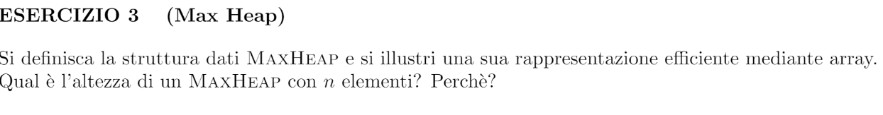 ESERCIZIO 3 (Max Heap)
Si definisca la struttura dati MAXHEAP e si illustri una sua rappresentazione efficiente mediante array.
Qual è l'altezza di un MAXHEAP con n elementi? Perchè?